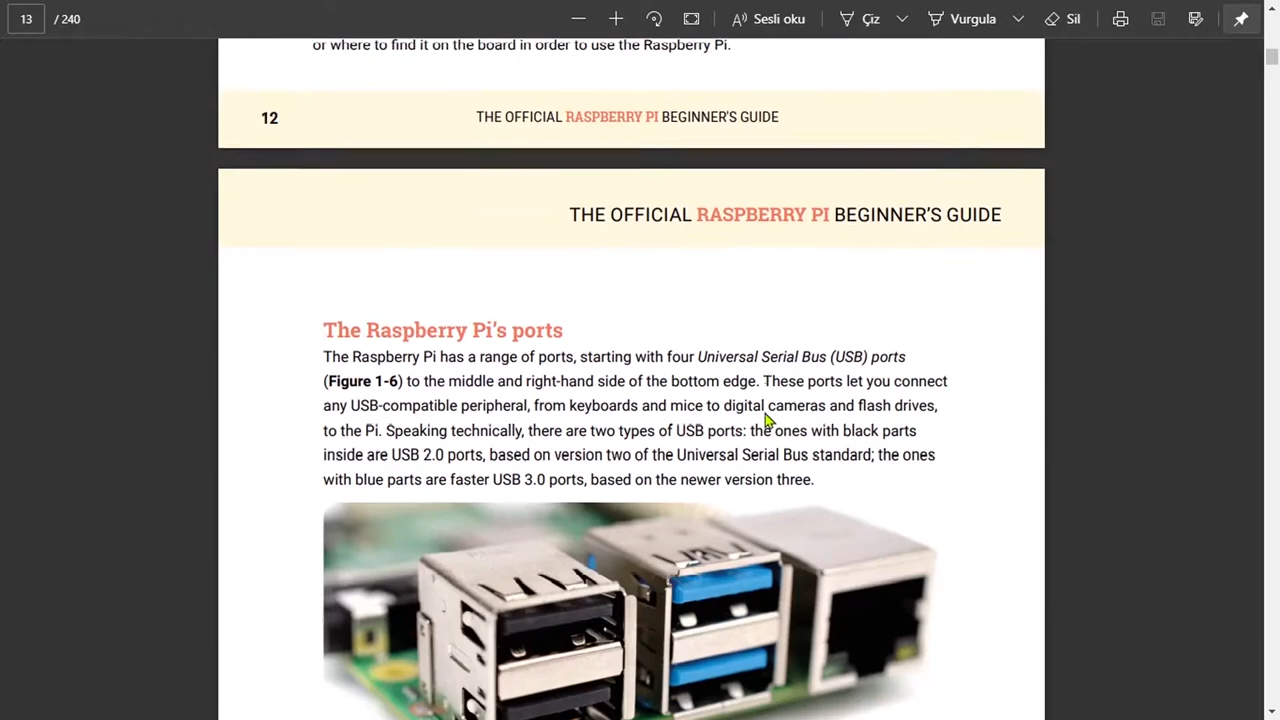 13 / 240
Sesli oku
Çiz
Vurgula
Sil
or where to find it on the board in order to use the Raspberry Pi.
12
THE OFFICIAL RASPBERRY PI BEGINNER'S GUIDE
THE OFFICIAL RASPBERRY PI BEGINNER'S GUIDE
The Raspberry Pi's ports
The Raspberry Pi has a range of ports, starting with four Universal Serial Bus (USB) ports
(Figure 1-6) to the middle and right-hand side of the bottom edge. These ports let you connect
any USB-compatible peripheral, from keyboards and mice to digital cameras and flash drives,
to the Pi. Speaking technically, there are two types of USB ports: the ones with black parts
inside are USB 2.0 ports, based on version two of the Universal Serial Bus standard; the ones
with blue parts are faster USB 3.0 ports, based on the newer version three.